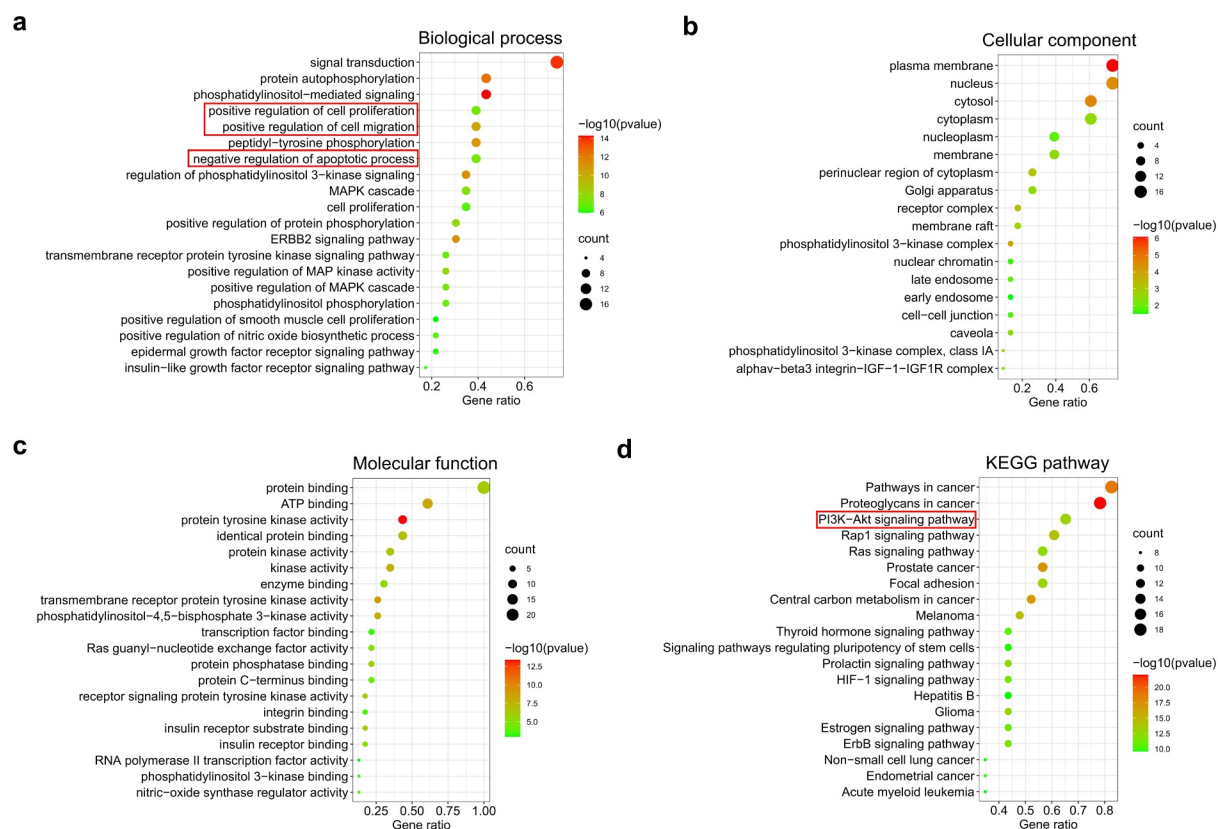 a
Biological process
signal transduction
protein autophosphorylation
phosphatidylinositol−mediated signaling
positive regulation of cell proliferation
positive regulation of cell migration
peptidyl−tyrosine phosphorylation
negative regulation of apoptotic process
regulation of phosphatidylinositol 3−kinase signaling
MAPK cascade
cell proliferation
positive regulation of protein phosphorylation
ERBB2 signaling pathway
transmembrane receptor protein tyrosine kinase signaling pathway
positive regulation of MAP kinase activity
positive regulation of MAPK cascade
phosphatidylinositol phosphorylation
positive regulation of smooth muscle cell proliferation
positive regulation of nitric oxide biosynthetic process
epidermal growth factor receptor signaling pathway
insulin−like growth factor receptor signaling pathway
0.2 0.4 0.6
Gene ratio
−log10(pvalue)
14
12
10
8
6
count
4
8
12
16
b
Cellular component
plasma membrane
nucleus
cytosol
cytoplasm
nucleoplasm
membrane
perinuclear region of cytoplasm
Golgi apparatus
receptor complex
membrane raft
phosphatidylinositol 3−kinase complex
nuclear chromatin
late endosome
early endosome
cell−cell junction
caveola
phosphatidylinositol 3−kinase complex, class IA
alphav−beta3 integrin−IGF−1−IGF1R complex
0.2 0.4 0.6
Gene ratio
count
4
8
12
16
−log10(pvalue)
6
5
4
3
2
c
Molecular function
protein binding
ATP binding
protein tyrosine kinase activity
identical protein binding
protein kinase activity
kinase activity
enzyme binding
transmembrane receptor protein tyrosine kinase activity
phosphatidylinositol−4,5−bisphosphate 3−kinase activity
transcription factor binding
Ras guanyl−nucleotide exchange factor activity
protein phosphatase binding
protein C−terminus binding
receptor signaling protein tyrosine kinase activity
integrin binding
insulin receptor substrate binding
insulin receptor binding
RNA polymerase II transcription factor activity
phosphatidylinositol 3−kinase binding
nitric−oxide synthase regulator activity
0.25 0.50 0.75 1.00
Gene ratio
count
5
10
15
20
−log10(pvalue)
12.5
10.0
7.5
5.0
d
KEGG pathway
Pathways in cancer
Proteoglycans in cancer
PI3K−Akt signaling pathway
Rap1 signaling pathway
Ras signaling pathway
Prostate cancer
Focal adhesion
Central carbon metabolism in cancer
Melanoma
Thyroid hormone signaling pathway
Signaling pathways regulating pluripotency of stem cells
Prolactin signaling pathway
HIF−1 signaling pathway
Hepatitis B
Glioma
Estrogen signaling pathway
ErbB signaling pathway
Non−small cell lung cancer
Endometrial cancer
Acute myeloid leukemia
0.4 0.5 0.6 0.7 0.8
Gene ratio
count
8
10
12
14
16
18
−log10(pvalue)
20.0
17.5
15.0
12.5
10.0